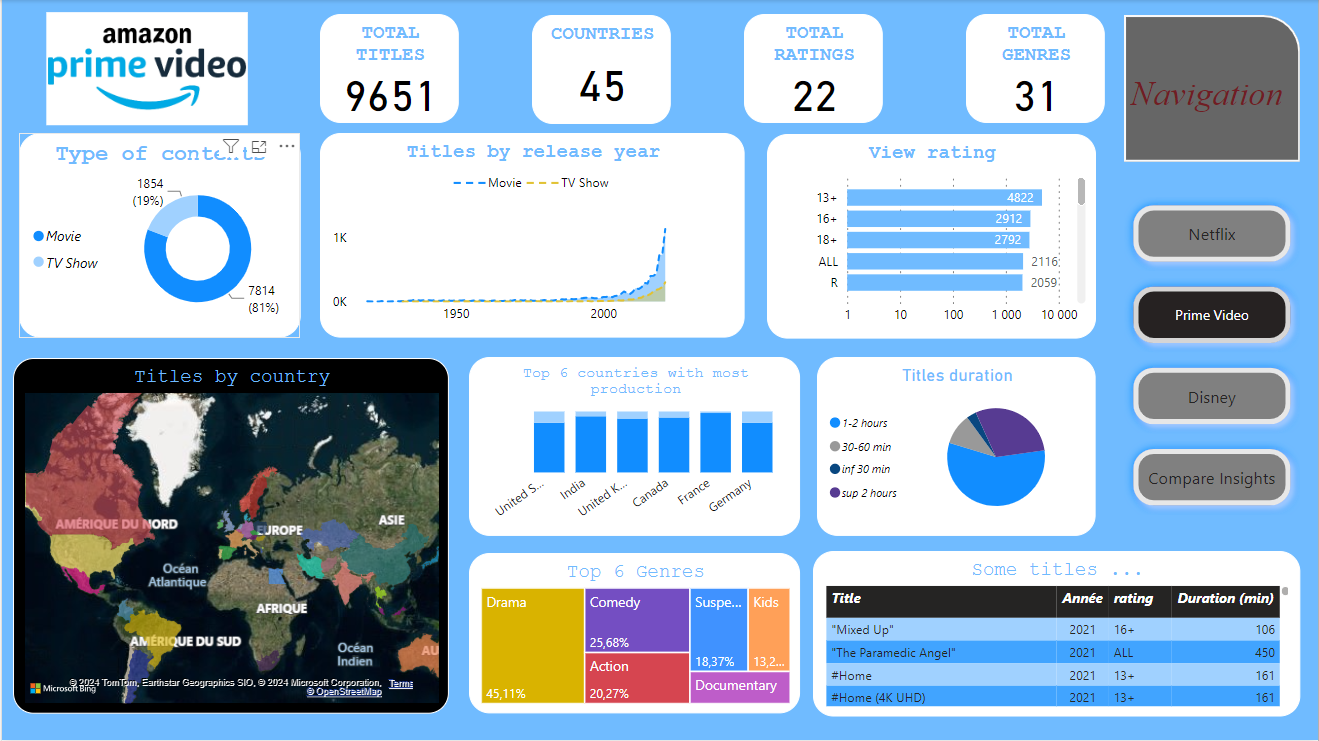 amazon
prime video
TOTAL
TITLES
9651
COUNTRIES
45
TOTAL
RATINGS
22
TOTAL
GENRES
31
Navigation
Type of contents
1854
(19%)
Movie
TV Show
7814
(81%)
Titles by release year
Movie TV Show
1K
0K
1950 2000
View rating
13+ 4822
16+ 2912
18+ 2792
ALL 2116
R 2059
1 10 100 1 000 10 000
Netflix
Prime Video
Disney
Compare Insights
Titles by country
AMÉRIQUE DU NORD
EUROPE
ASIE
Océan
Atlantique
AFRIQUE
AMÉRIQUE DU SUD
Océan
Indien
AU
Microsoft Bing
© 2024 TomTom, Earthstar Geographics SIO, © 2024 Microsoft Corporation, Terms
© OpenStreetMap
Top 6 countries with most
production
United S...
India
United K...
Canada
France
Germany
Titles duration
1-2 hours
30-60 min
inf 30 min
sup 2 hours
Top 6 Genres
Drama
45,11%
Comedy
25,68%
Action
20,27%
Suspe...
18,37%
Kids
13,2...
Documentary
Some titles ...
Title Année rating Duration (min)
"Mixed Up" 2021 16+ 106
"The Paramedic Angel" 2021 ALL 450
#Home 2021 13+ 161
#Home (4K UHD) 2021 13+ 161